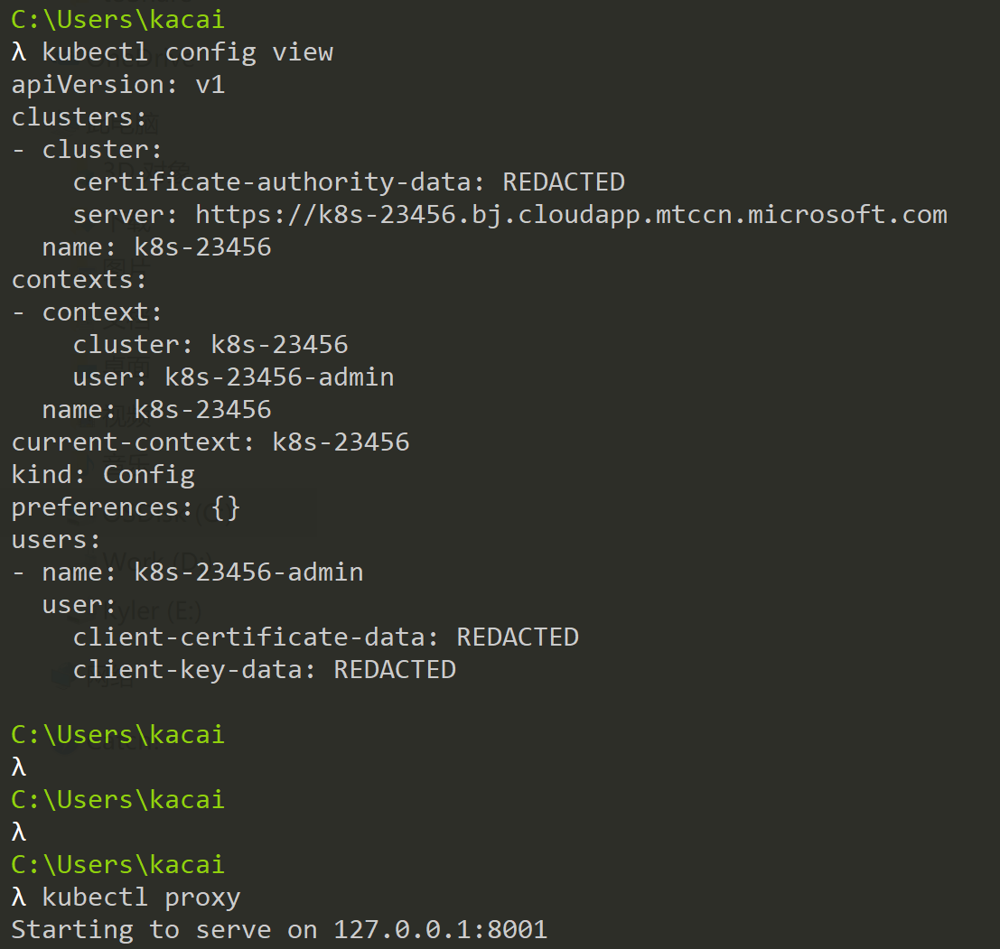 C:\Users\kacai
λ kubectl config view
apiVersion: v1
clusters:
- cluster:
    certificate-authority-data: REDACTED
    server: https://k8s-23456.bj.cloudapp.mtccn.microsoft.com
  name: k8s-23456
contexts:
- context:
    cluster: k8s-23456
    user: k8s-23456-admin
  name: k8s-23456
current-context: k8s-23456
kind: Config
preferences: {}
users:
- name: k8s-23456-admin
  user:
    client-certificate-data: REDACTED
    client-key-data: REDACTED
C:\Users\kacai
λ
C:\Users\kacai
λ
C:\Users\kacai
λ kubectl proxy
Starting to serve on 127.0.0.1:8001